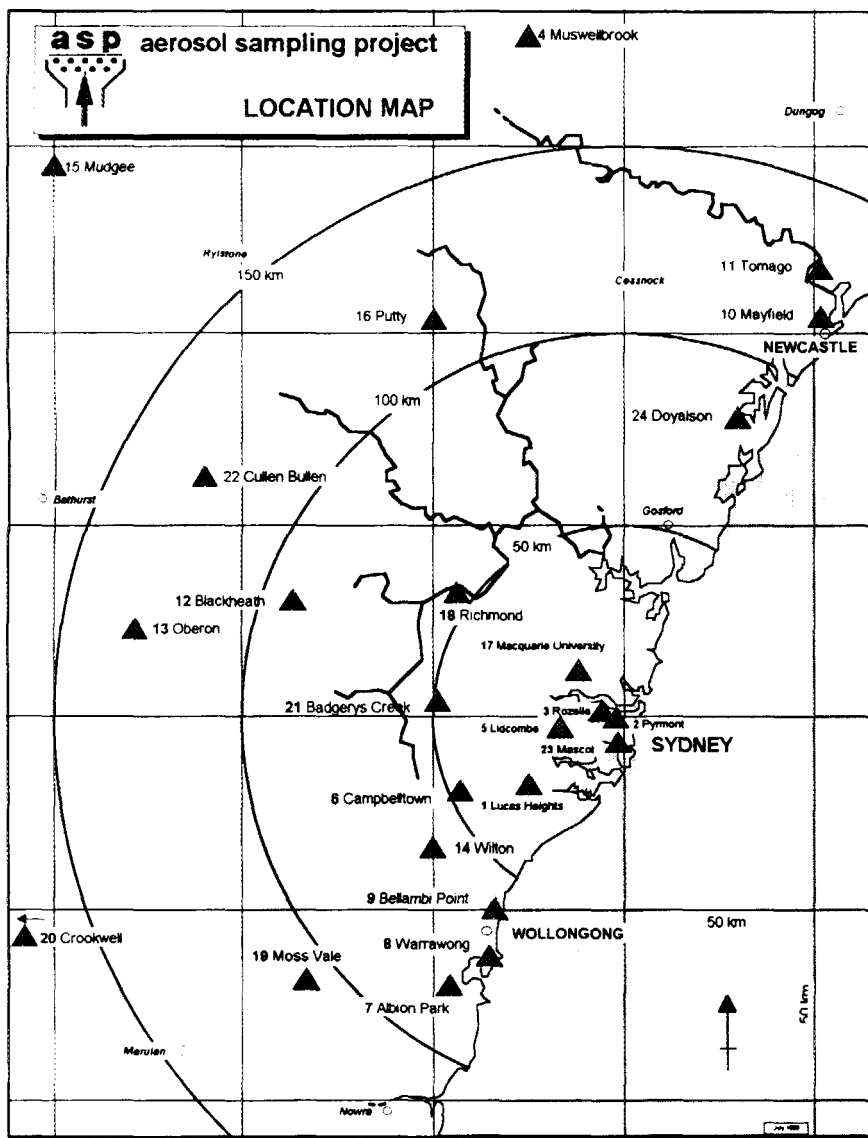 asp aerosol sampling project
LOCATION MAP
4 Muswellbrook
Dungog
15 Mudgee
Rylstone
150 km
11 Tomago
Cessnock
16 Putty
10 Mayfield
NEWCASTLE
100 km
24 Doyalson
22 Cullen Bullen
Bathurst
Gosford
50 km
12 Blackheath
18 Richmond
13 Oberon
17 Macquarie University
21 Badgerys Creek
3 Rozelle
2 Pyrmont
5 Lidcombe
23 Mascot
SYDNEY
6 Campbelltown
1 Lucas Heights
14 Wilton
9 Bellambi Point
50 km
20 Crookwell
WOLLONGONG
19 Moss Vale
8 Warrawong
50 km
7 Albion Park
Marulan
Nowra